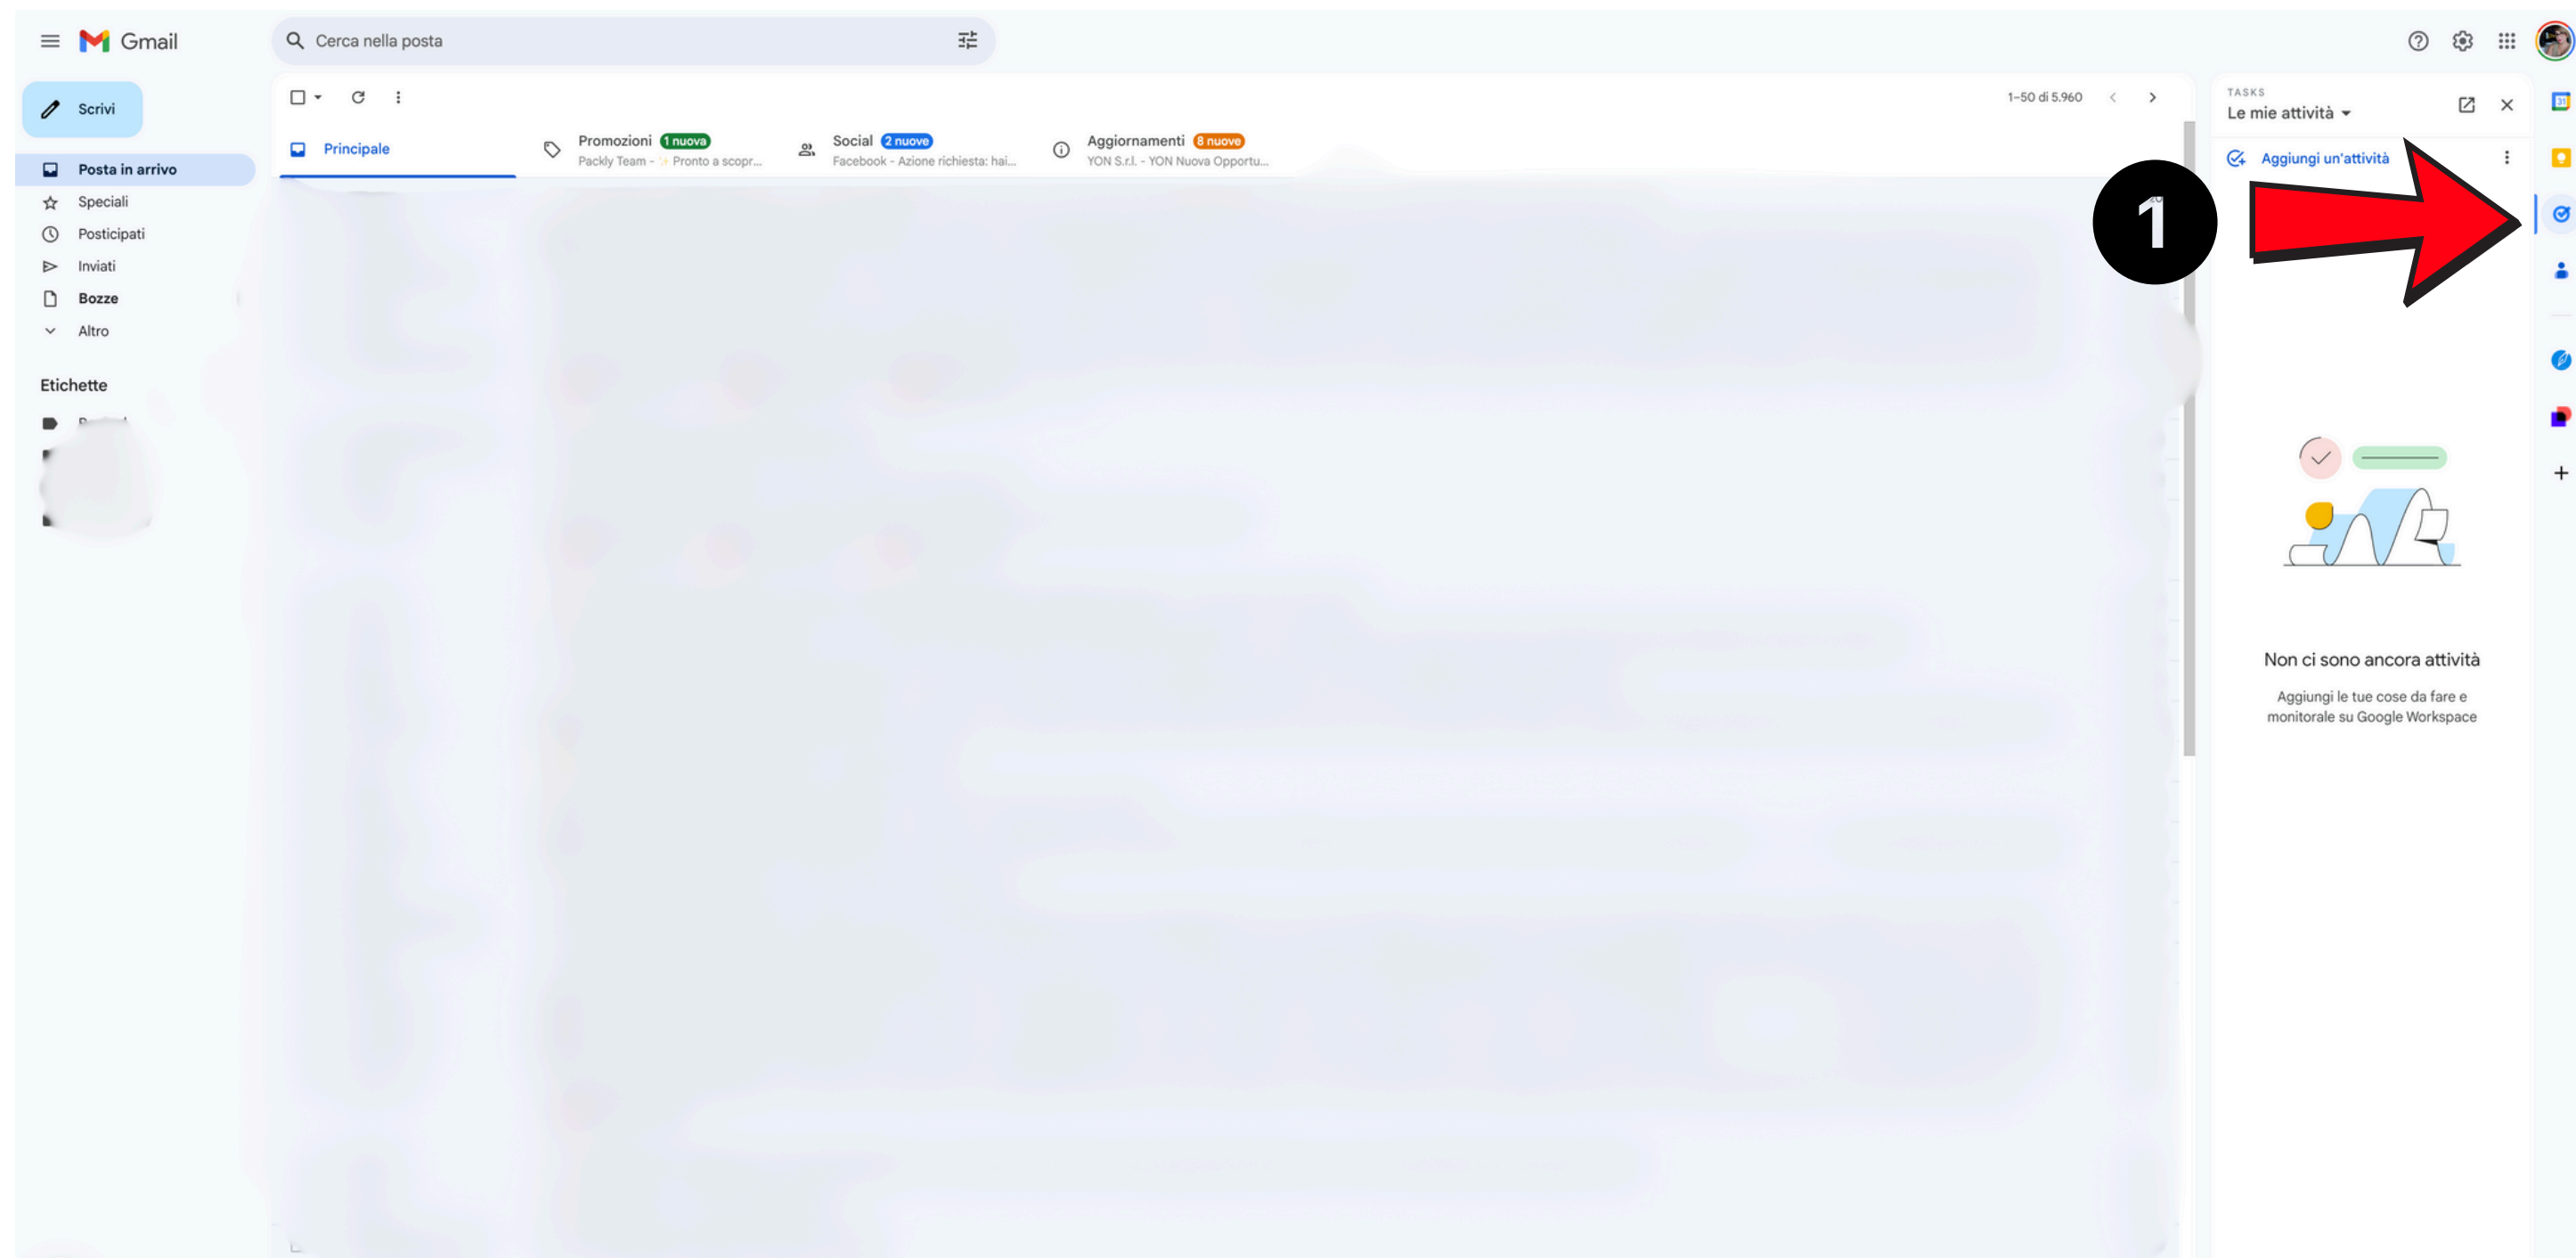 Gmail
Cerca nella posta
Scrivi
Posta in arrivo
Speciali
Posticipati
Inviati
Bozze
Altro
Etichette
1–50 di 5.960
Principale
Promozioni 1 nuova
Packly Team - ✨ Pronto a scopr...
Social 2 nuove
Facebook - Azione richiesta: hai...
Aggiornamenti 8 nuove
YON S.r.l. - YON Nuova Opportu...
1
TASKS
Le mie attività
Aggiungi un'attività
Non ci sono ancora attività
Aggiungi le tue cose da fare e
monitorale su Google Workspace
31